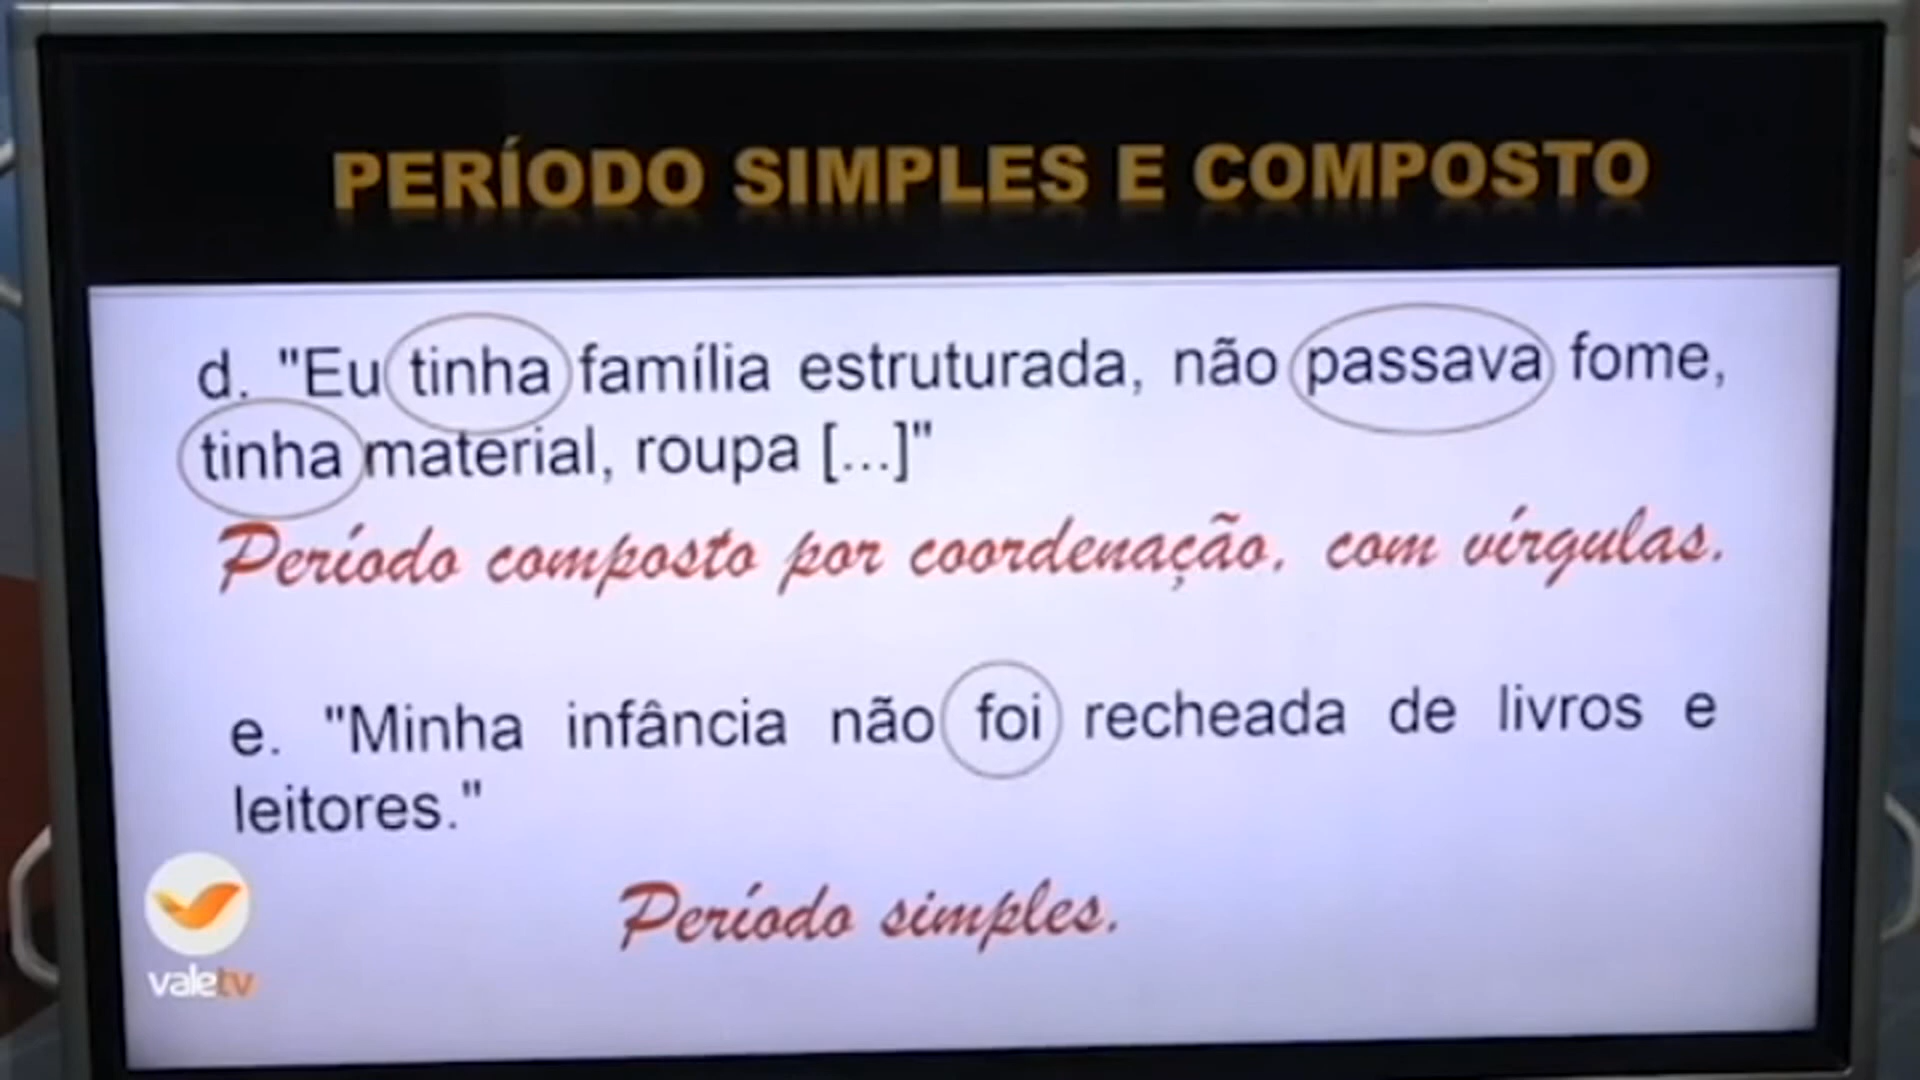 PERÍODO SIMPLES E COMPOSTO
d. "Eu tinha família estruturada, não passava fome,
tinha material, roupa [...]"
Período composto por coordenação, com vírgulas.
e. "Minha infância não foi recheada de livros e
leitores."
Período simples.
valetv